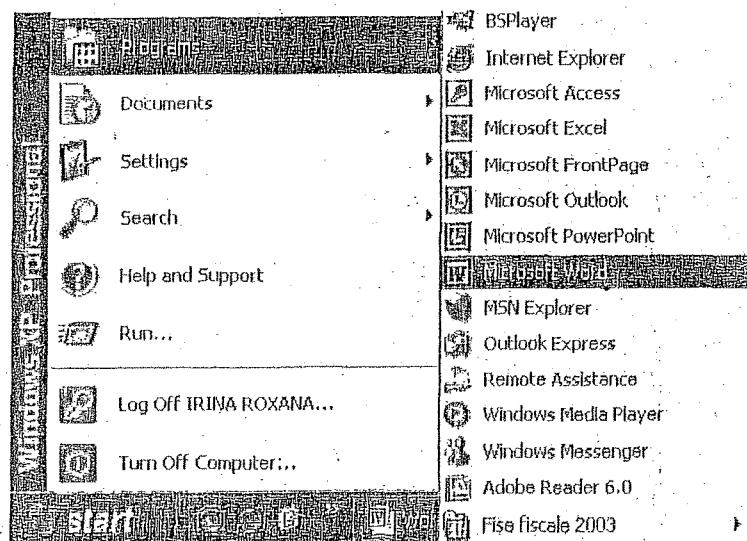 Programs
Documents
Settings
Search
Help and Support
Run...
Log Off IRINA ROXANA...
Turn Off Computer...
Windows XP Professional
start
BSPlayer
Internet Explorer
Microsoft Access
Microsoft Excel
Microsoft FrontPage
Microsoft Outlook
Microsoft PowerPoint
Microsoft Word
MSN Explorer
Outlook Express
Remote Assistance
Windows Media Player
Windows Messenger
Adobe Reader 6.0
Fise fiscale 2003